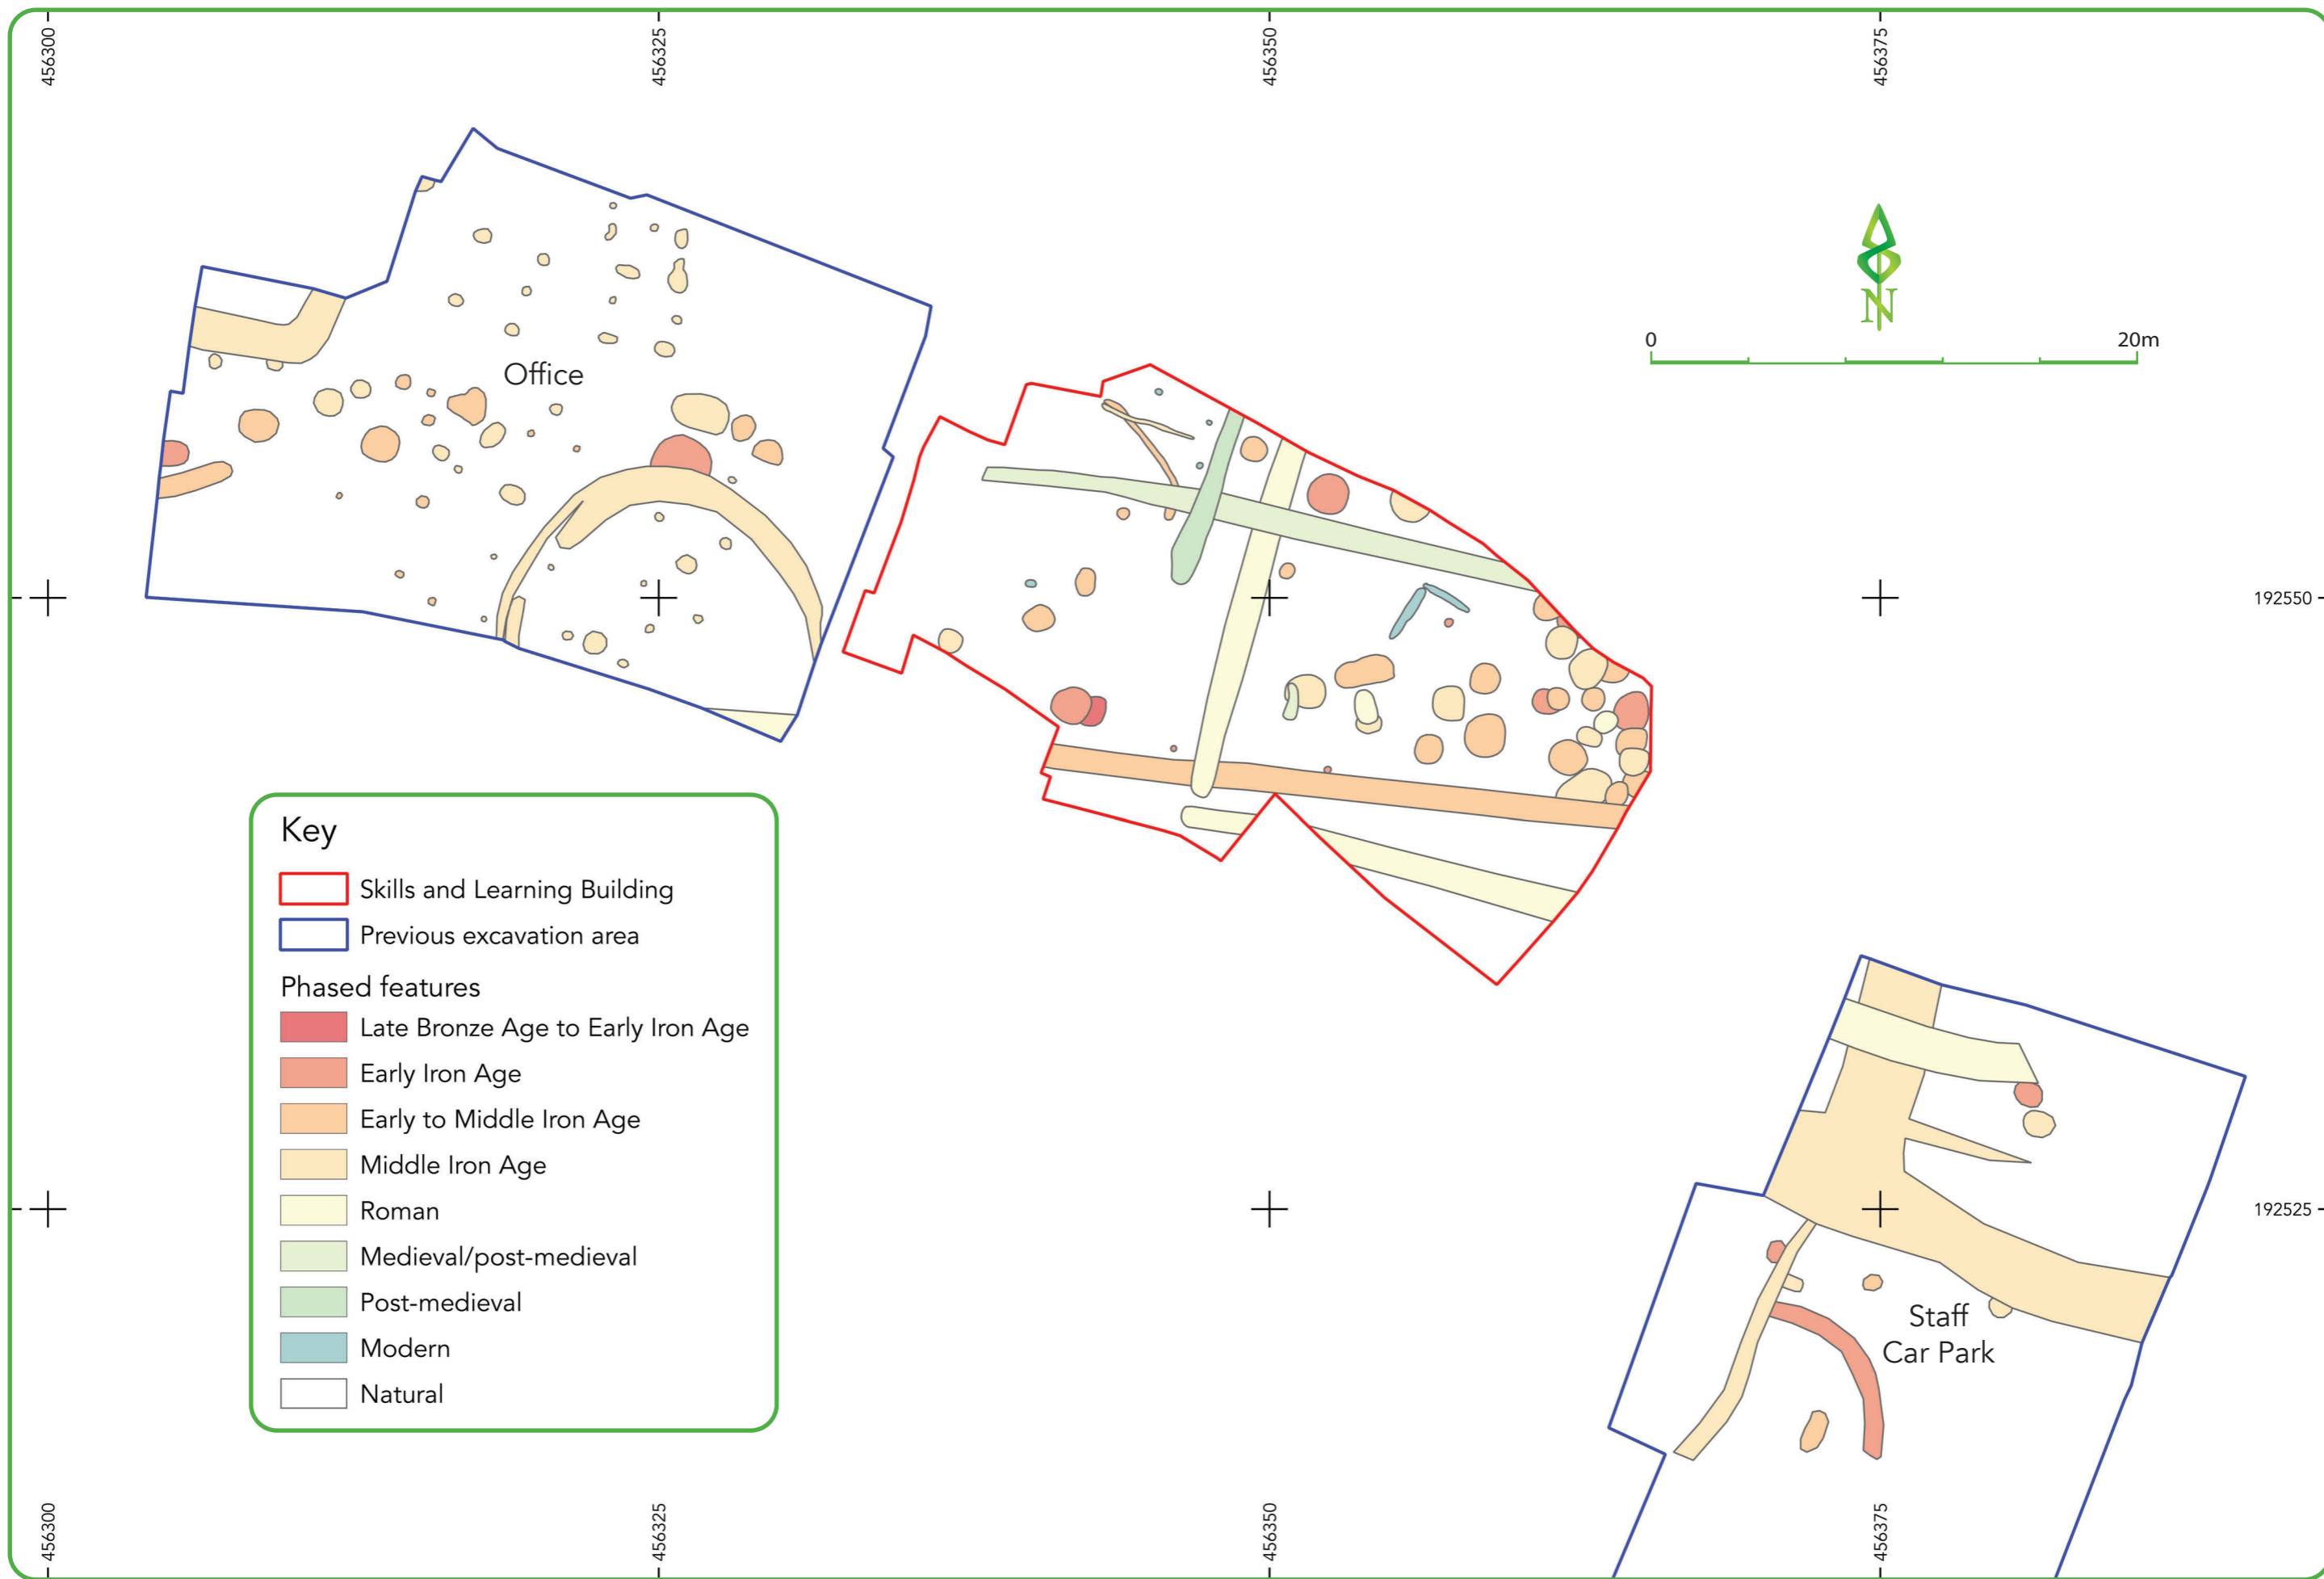 456300
456325
456350
456375
N
0
20m
Office
192550
Key
Skills and Learning Building
Previous excavation area
Phased features
Late Bronze Age to Early Iron Age
Early Iron Age
Early to Middle Iron Age
Middle Iron Age
Roman
Medieval/post-medieval
Post-medieval
Modern
Natural
192525
Staff
Car Park
456300
456325
456350
456375